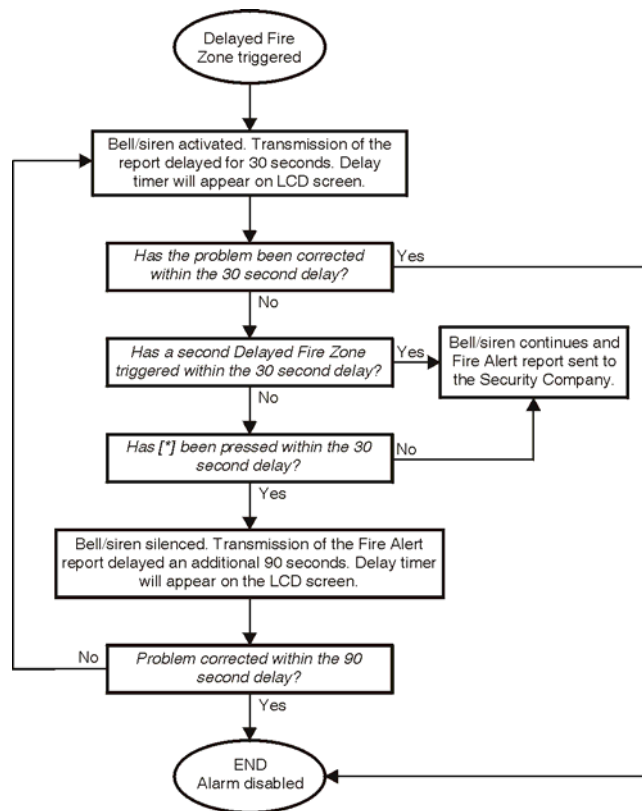 Delayed Fire
Zone triggered
Bell/siren activated. Transmission of the
report delayed for 30 seconds. Delay
timer will appear on LCD screen.
Has the problem been corrected
within the 30 second delay?
Yes
No
Has a second Delayed Fire Zone
triggered within the 30 second delay?
Yes
Bell/siren continues and
Fire Alert report sent to
the Security Company.
No
Has [*] been pressed within the 30
second delay?
No
Yes
Bell/siren silenced. Transmission of the Fire Alert
report delayed an additional 90 seconds. Delay timer
will appear on the LCD screen.
No
Problem corrected within the 90
second delay?
Yes
END
Alarm disabled